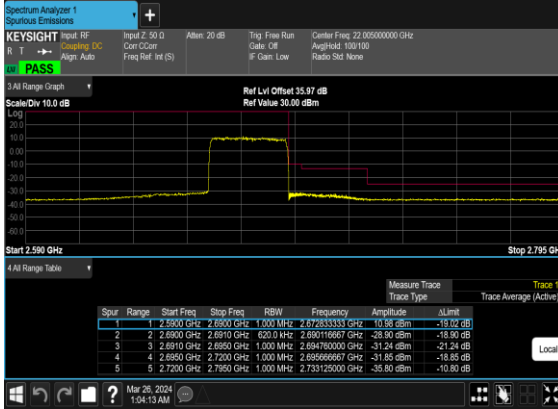 Spectrum Analyzer 1
Spurious Emissions
+
KEYSIGHT Input: RF Input Z: 50 Ω Atten: 20 dB Trig: Free Run Center Freq: 22.005000000 GHz
R T Coupling: DC Corr CCorr Gate: Off Avg|Hold: 100/100
Align: Auto Freq Ref: Int (S) IF Gain: Low Radio Std: None
PASS
3 All Range Graph
Ref Lvl Offset 35.97 dB
Scale/Div 10.0 dB Ref Value 30.00 dBm
Log
20.0
10.0
0.00
-10.0
-20.0
-30.0
-40.0
-50.0
-60.0
Start 2.590 GHz Stop 2.795 GH
4 All Range Table
Measure Trace Trace 1
Trace Type Trace Average (Active)
Spur Range Start Freq Stop Freq RBW Frequency Amplitude ΔLimit
1 1 2.5900 GHz 2.6900 GHz 1.000 MHz 2.672833333 GHz 10.98 dBm -19.02 dB
2 2 2.6900 GHz 2.6910 GHz 620.0 kHz 2.690116667 GHz -28.90 dBm -18.90 dB
3 3 2.6910 GHz 2.6950 GHz 1.000 MHz 2.694760000 GHz -31.24 dBm -21.24 dB
4 4 2.6950 GHz 2.7200 GHz 1.000 MHz 2.695666667 GHz -31.85 dBm -18.85 dB
5 5 2.7200 GHz 2.7950 GHz 1.000 MHz 2.733125000 GHz -35.80 dBm -10.80 dB
Local
?
Mar 26, 2024
1:04:13 AM